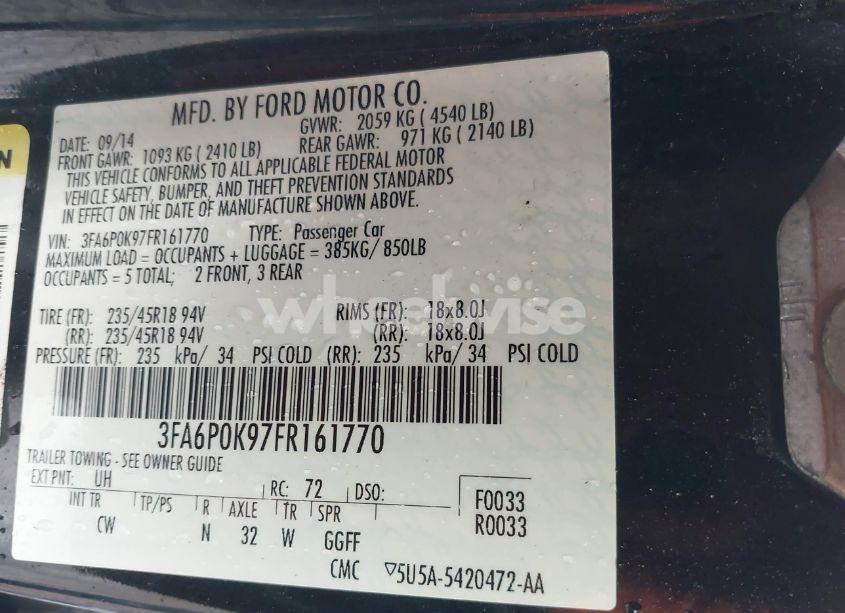 MFD. BY FORD MOTOR CO.
DATE: 09/14 GVWR: 2059 KG ( 4540 LB)
FRONT GAWR: 1093 KG ( 2410 LB) REAR GAWR: 971 KG ( 2140 LB)
THIS VEHICLE CONFORMS TO ALL APPLICABLE FEDERAL MOTOR
VEHICLE SAFETY, BUMPER, AND THEFT PREVENTION STANDARDS
IN EFFECT ON THE DATE OF MANUFACTURE SHOWN ABOVE.
VIN: 3FA6P0K97FR161770 TYPE: Passenger Car
MAXIMUM LOAD = OCCUPANTS + LUGGAGE = 385KG/ 850LB
OCCUPANTS = 5 TOTAL; 2 FRONT, 3 REAR
wheelwise
TIRE (FR): 235/45R18 94V RIMS (FR): 18x8.0J
(RR): 235/45R18 94V (RR): 18x8.0J
PRESSURE (FR): 235 kPa/ 34 PSI COLD (RR): 235 kPa/ 34 PSI COLD
3FA6P0K97FR161770
TRAILER TOWING - SEE OWNER GUIDE
EXT PNT: UH RC: 72 DSO:
INT TR TP/PS R AXLE TR SPR
CW N 32 W GGFF
F0033
R0033
CMC ▽5U5A-5420472-AA
N